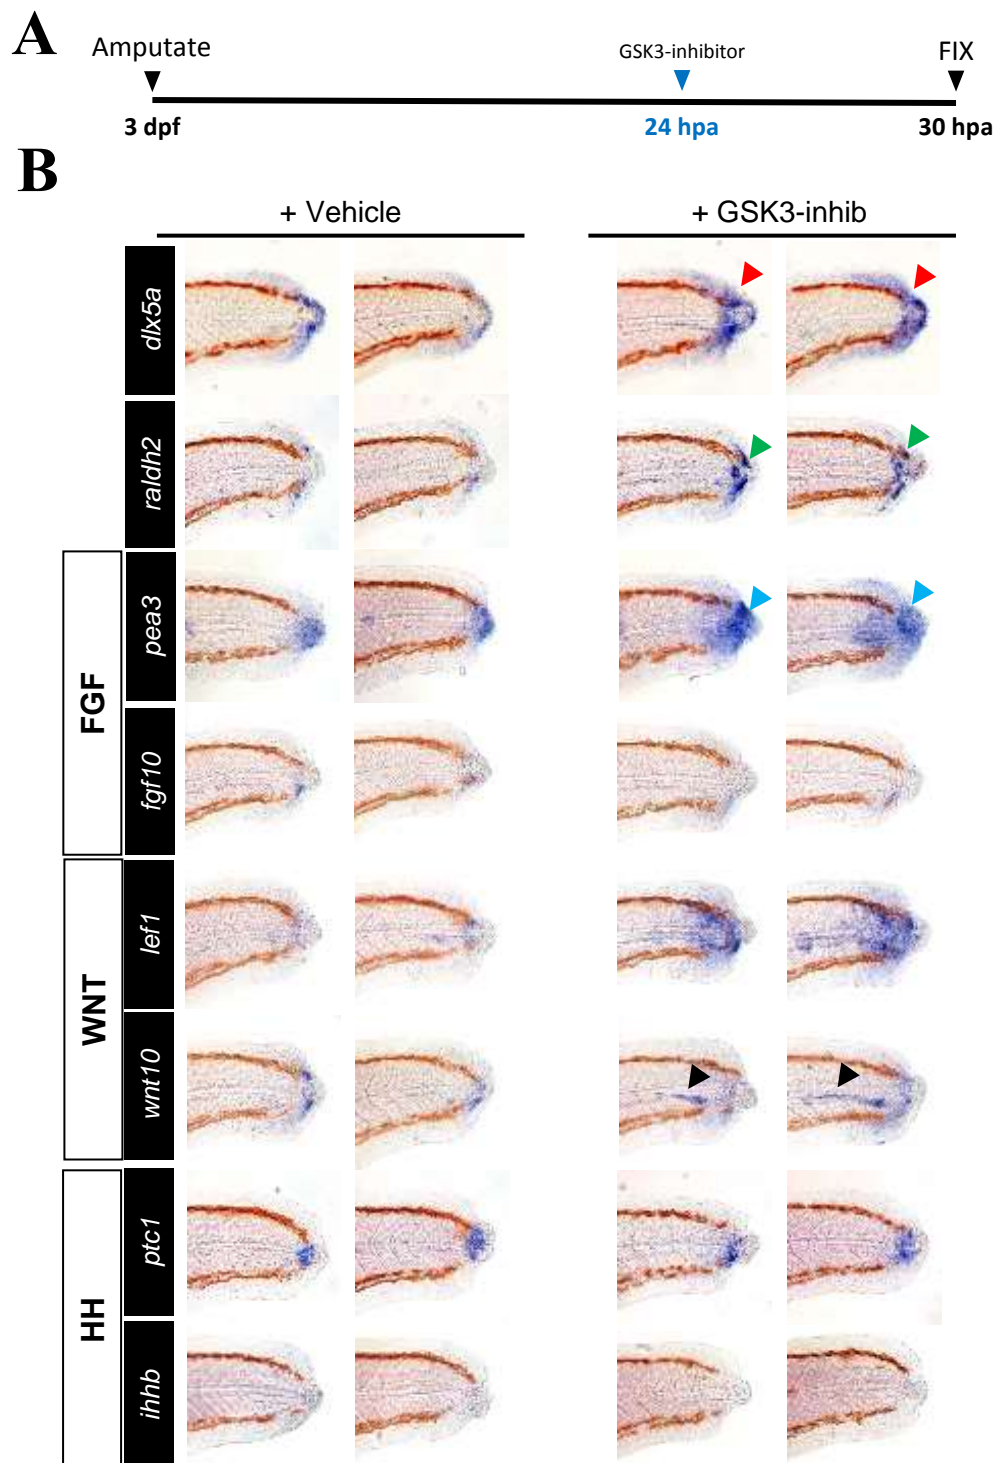 A
Amputate
GSK3-inhibitor
FIX
3 dpf
24 hpa
30 hpa
B
+ Vehicle
+ GSK3-inhib
dlx5a
raldh2
FGF
pea3
fgf10
WNT
lef1
wnt10
HH
ptc1
ihhb